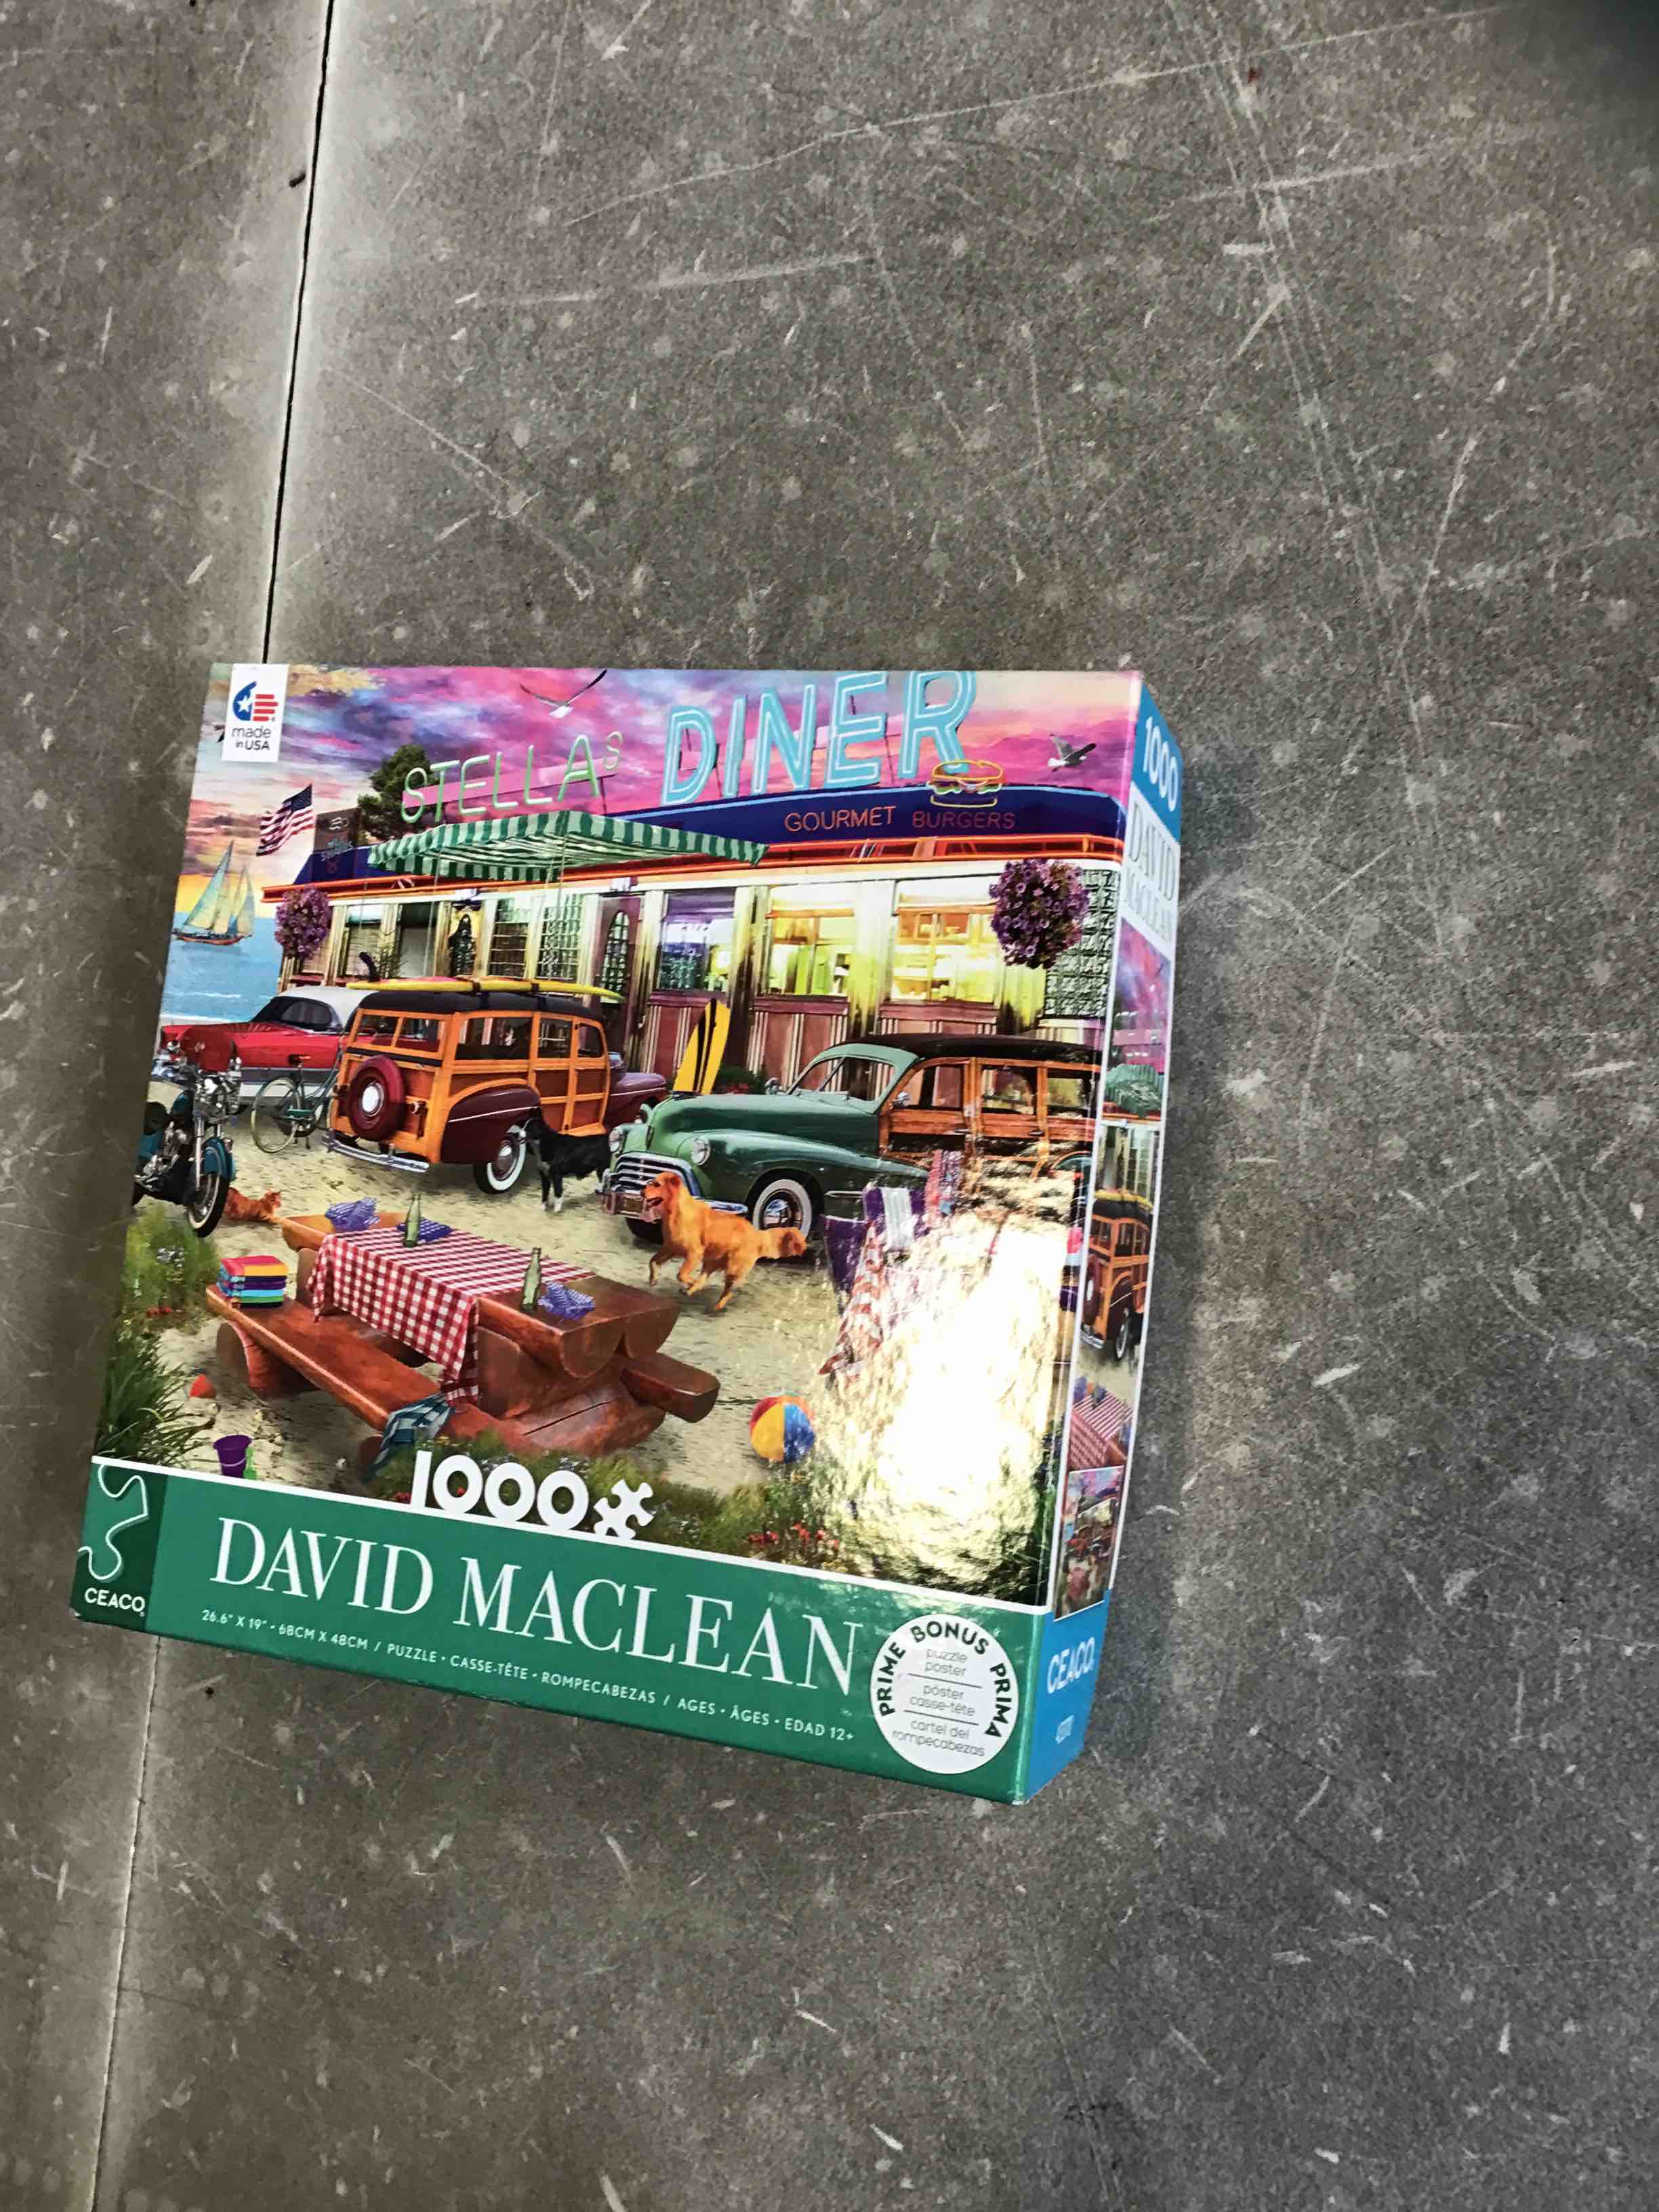 made
in USA
STELLAS DINER
GOURMET BURGERS
1000
DAVID MACLEAN
CEACO
26.6" X 19" • 68CM X 48CM / PUZZLE • CASSE-TÊTE • ROMPECABEZAS / AGES • ÂGES • EDAD 12+
PRIME BONUS PRIMA
puzzle
poster
póster
casse-tête
cartel del
rompecabezas
1000
DAVID
MACLEAN
CEACO